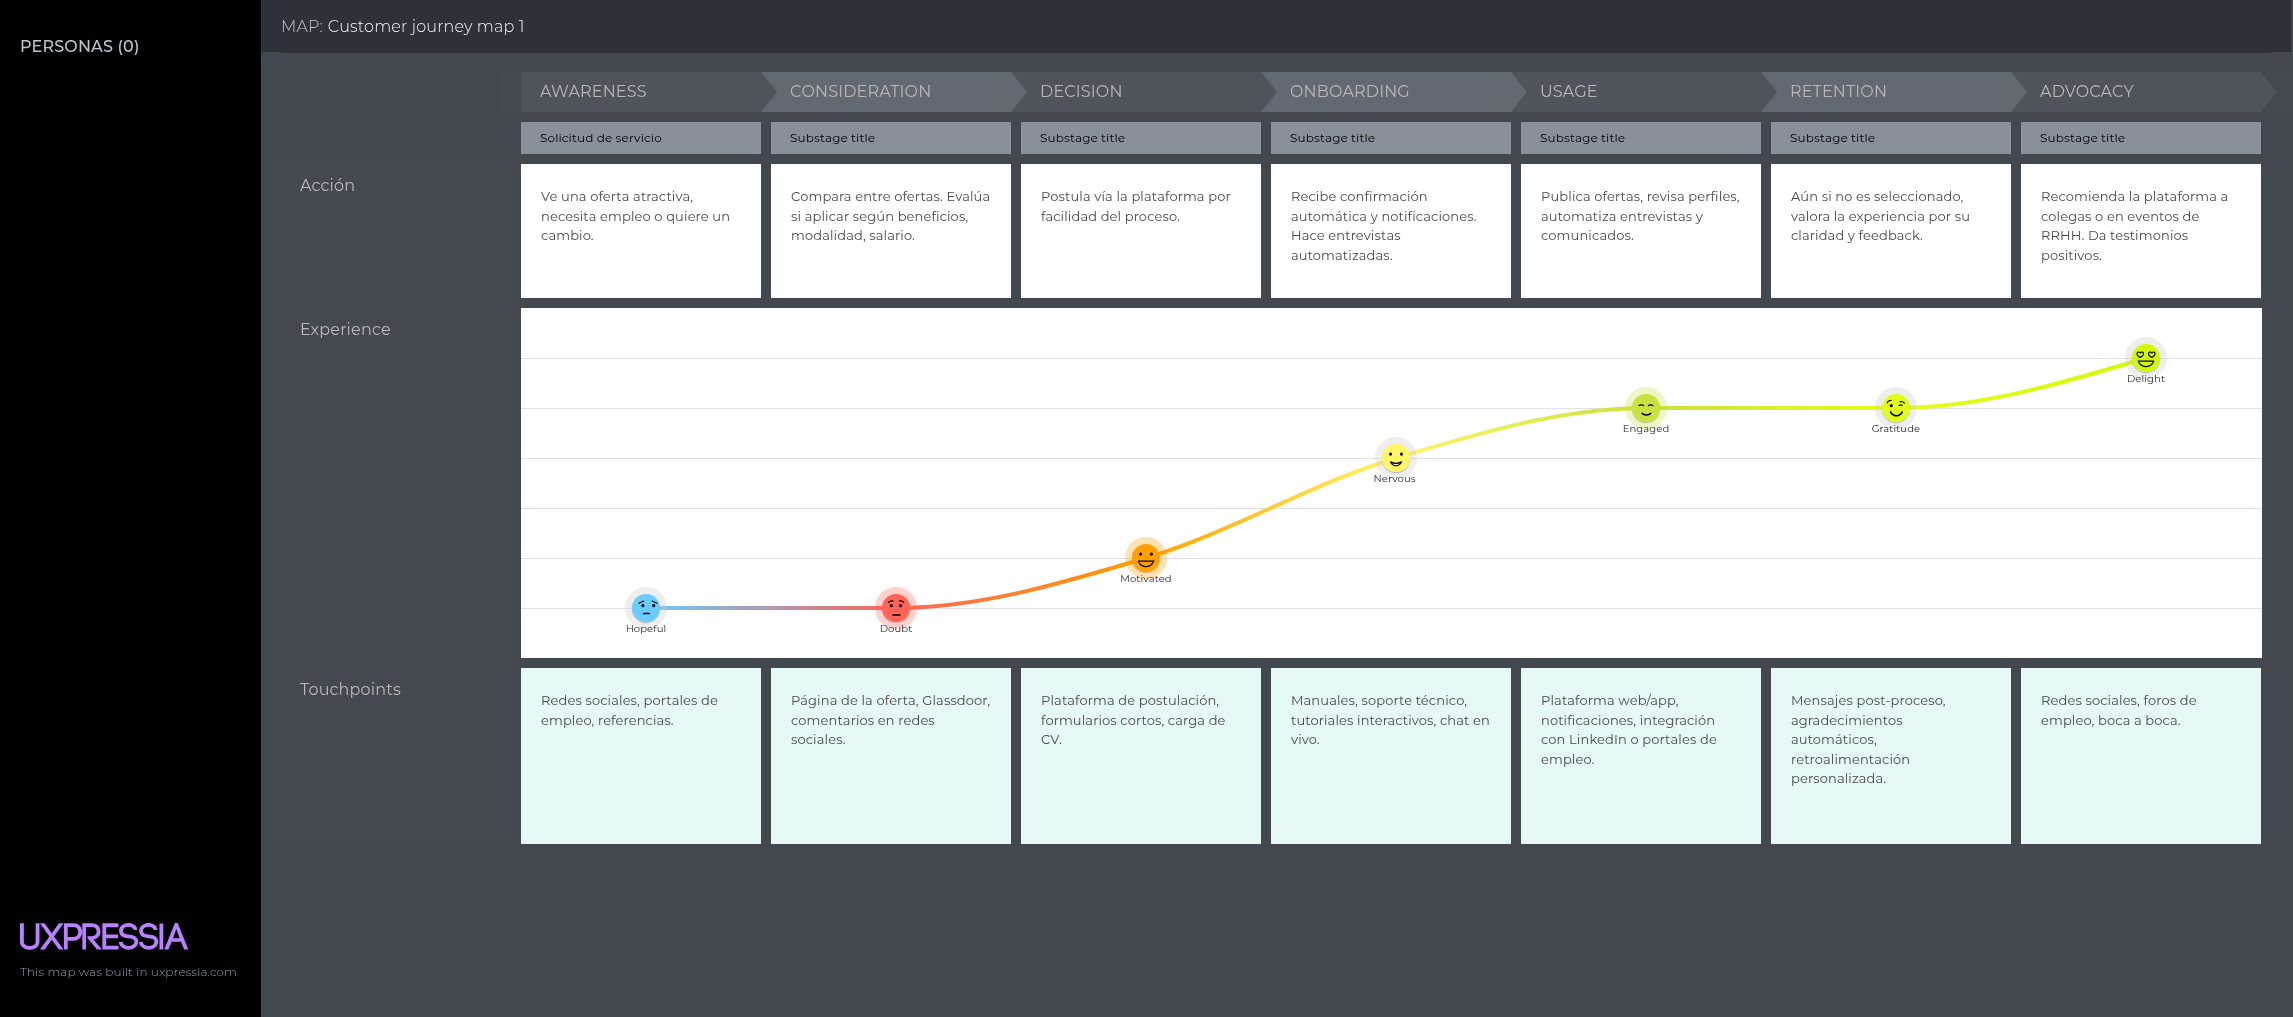 PERSONAS (0)
MAP: Customer journey map 1
AWARENESS
CONSIDERATION
DECISION
ONBOARDING
USAGE
RETENTION
ADVOCACY
Solicitud de servicio
Substage title
Substage title
Substage title
Substage title
Substage title
Substage title
Acción
Ve una oferta atractiva,
necesita empleo o quiere un
cambio.
Compara entre ofertas. Evalúa
si aplicar según beneficios,
modalidad, salario.
Postula vía la plataforma por
facilidad del proceso.
Recibe confirmación
automática y notificaciones.
Hace entrevistas
automatizadas.
Publica ofertas, revisa perfiles,
automatiza entrevistas y
comunicados.
Aún si no es seleccionado,
valora la experiencia por su
claridad y feedback.
Recomienda la plataforma a
colegas o en eventos de
RRHH. Da testimonios
positivos.
Experience
Hopeful
Doubt
Motivated
Nervous
Engaged
Gratitude
Delight
Touchpoints
Redes sociales, portales de
empleo, referencias.
Página de la oferta, Glassdoor,
comentarios en redes
sociales.
Plataforma de postulación,
formularios cortos, carga de
CV.
Manuales, soporte técnico,
tutoriales interactivos, chat en
vivo.
Plataforma web/app,
notificaciones, integración
con LinkedIn o portales de
empleo.
Mensajes post-proceso,
agradecimientos
automáticos,
retroalimentación
personalizada.
Redes sociales, foros de
empleo, boca a boca.
UXPRESSIA
This map was built in uxpressia.com